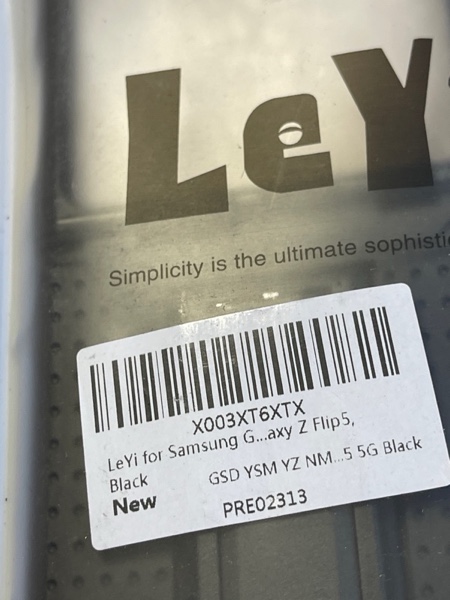 LeY
Simplicity is the ultimate
X003XT6XTX
LeYi for Samsung G...axy Z Flip5,
Black GSD YSM YZ NM...5 5G Black
New PRE02313